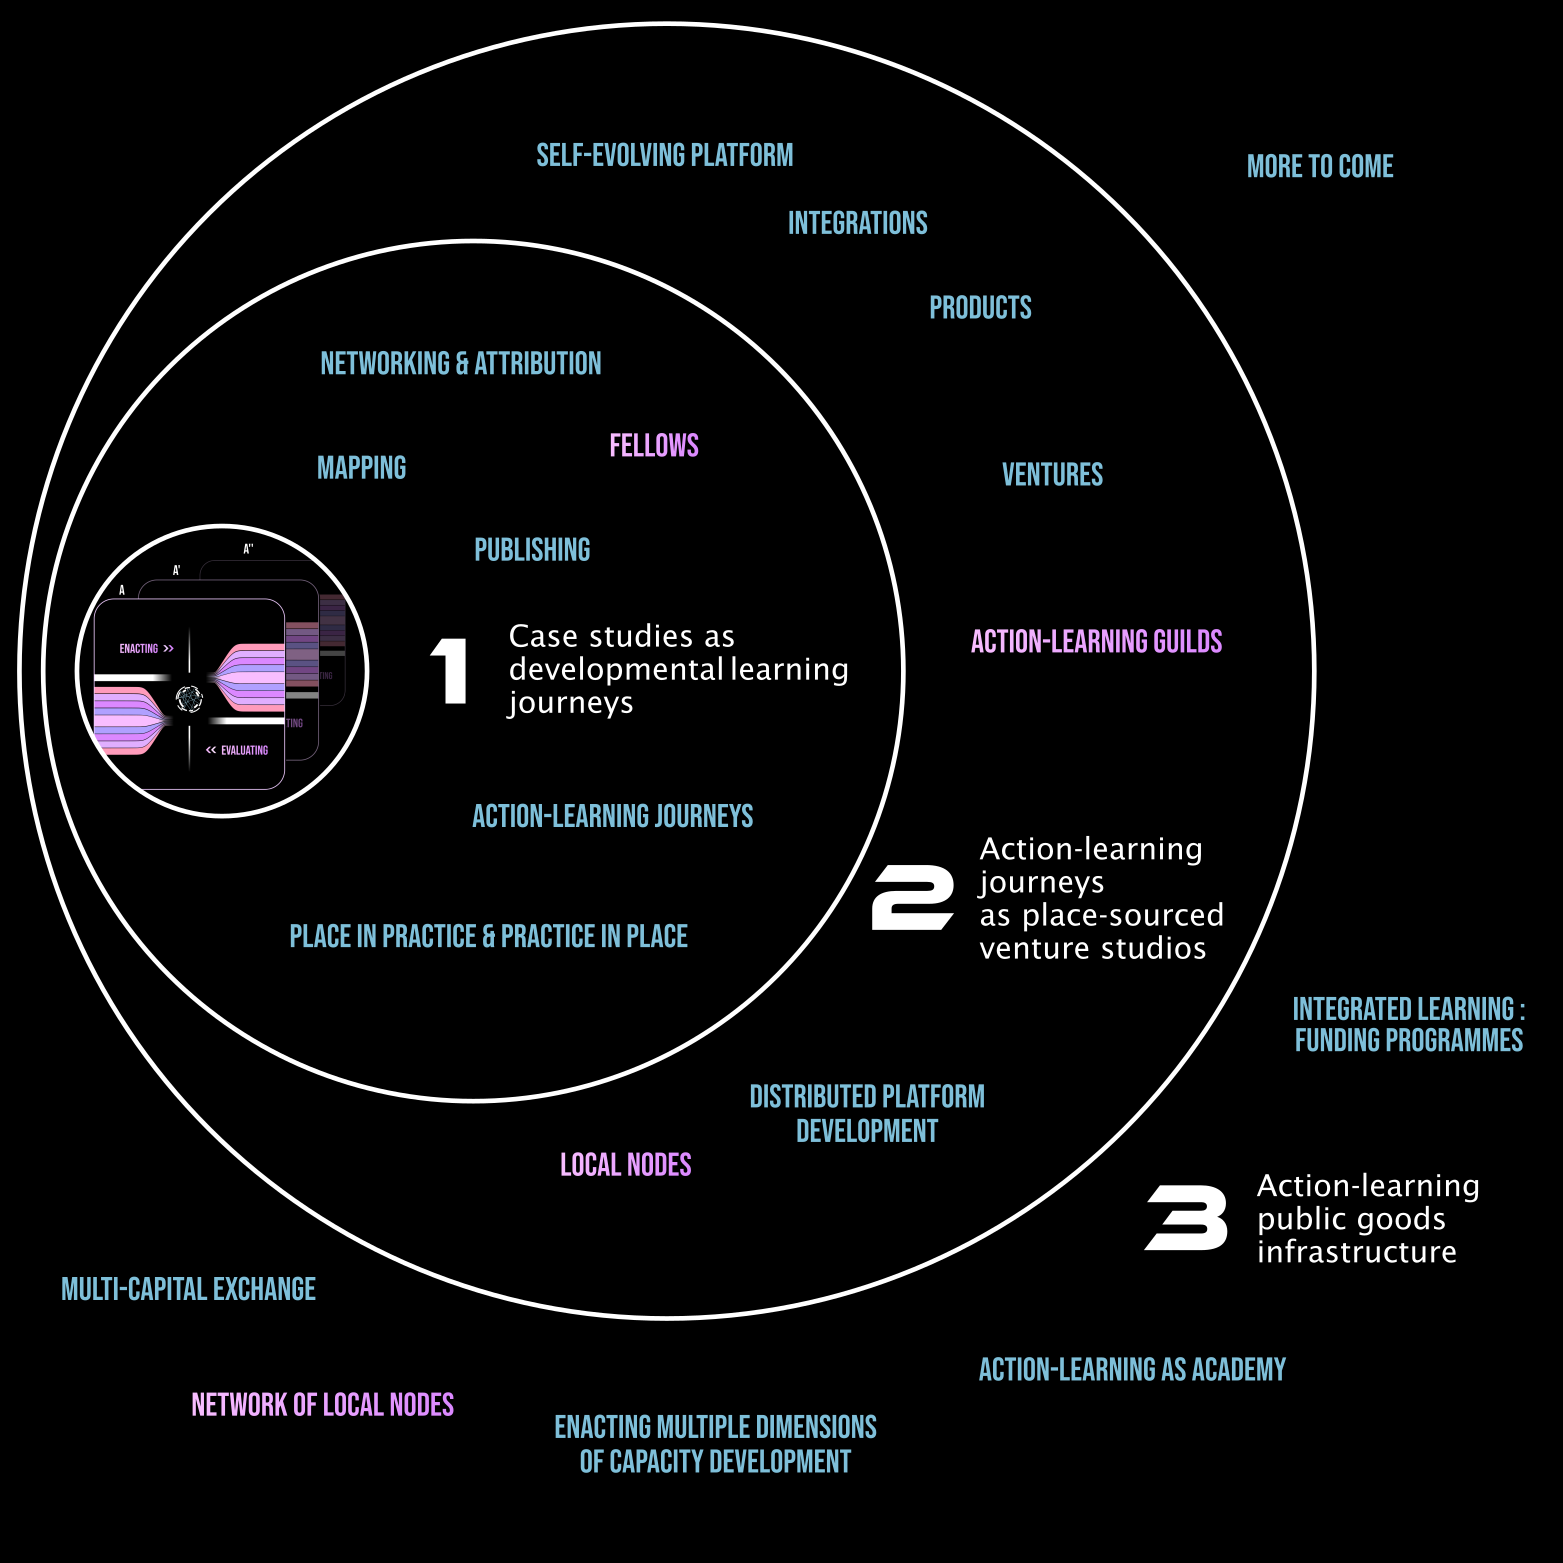 SELF-EVOLVING PLATFORM
MORE TO COME
INTEGRATIONS
PRODUCTS
NETWORKING & ATTRIBUTION
FELLOWS
MAPPING
VENTURES
PUBLISHING
A''
A'
A
ENACTING >>
TING
TING
<< EVALUATING
1
Case studies as
developmental learning
journeys
ACTION-LEARNING GUILDS
ACTION-LEARNING JOURNEYS
2
Action-learning
journeys
as place-sourced
venture studios
PLACE IN PRACTICE & PRACTICE IN PLACE
INTEGRATED LEARNING :
FUNDING PROGRAMMES
DISTRIBUTED PLATFORM
DEVELOPMENT
LOCAL NODES
3
Action-learning
public goods
infrastructure
MULTI-CAPITAL EXCHANGE
ACTION-LEARNING AS ACADEMY
NETWORK OF LOCAL NODES
ENACTING MULTIPLE DIMENSIONS
OF CAPACITY DEVELOPMENT